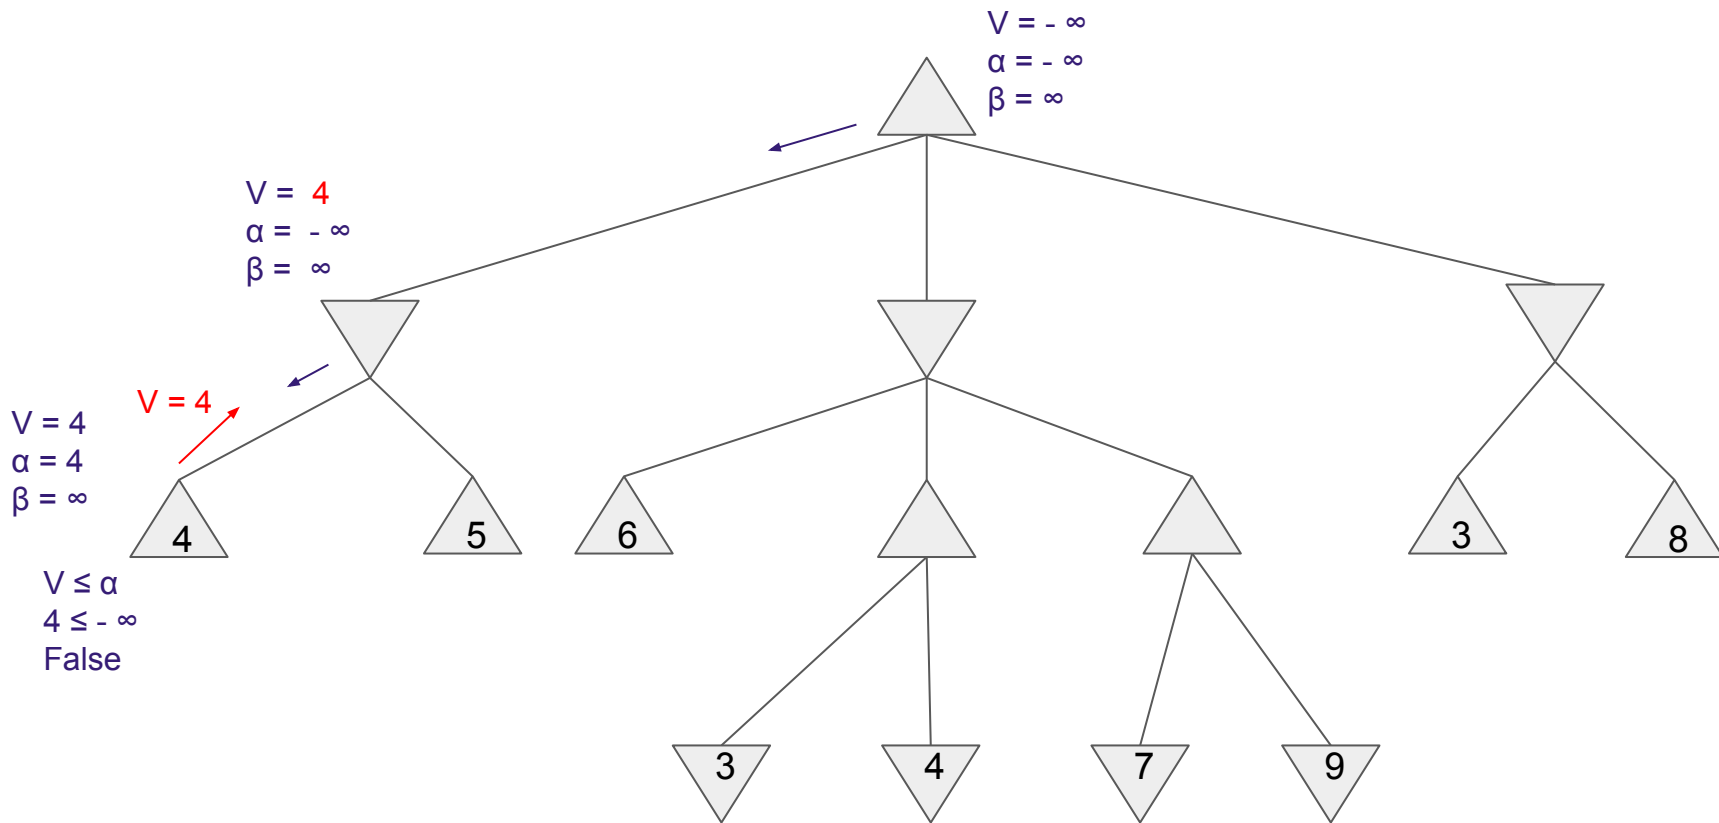 V = - ∞
α = - ∞
β = ∞
V = 4
α = - ∞
β = ∞
V = 4
V = 4
α = 4
β = ∞
4
5
6
3
8
V ≤ α
4 ≤ - ∞
False
3
4
7
9